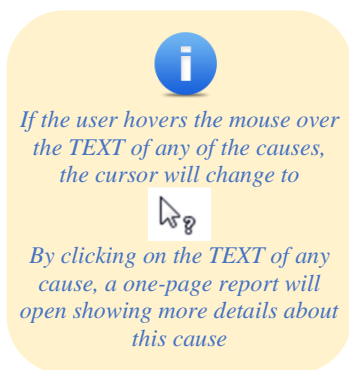 If the user hovers the mouse over
the TEXT of any of the causes,
the cursor will change to
By clicking on the TEXT of any
cause, a one-page report will
open showing more details about
this cause